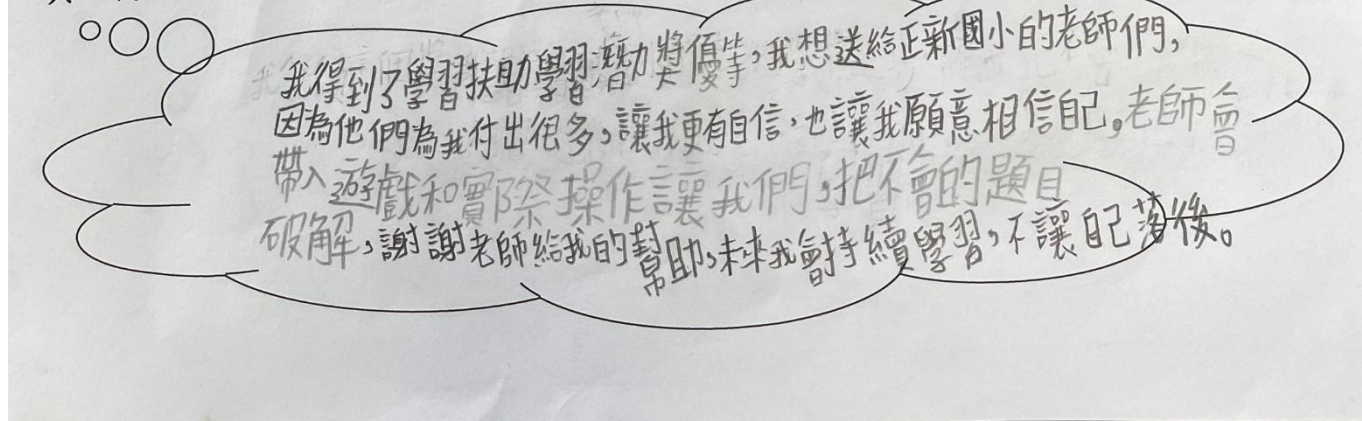 我得到了學習扶助學習潛力獎優等,我想送給正新國小的老師們,
因為他們為我付出很多,讓我更有自信,也讓我願意相信自己。老師會
帶入遊戲和實際操作讓我們,把不會的題目
破解,謝謝老師給我的幫助,未來我會持續學習,不讓自己落後。